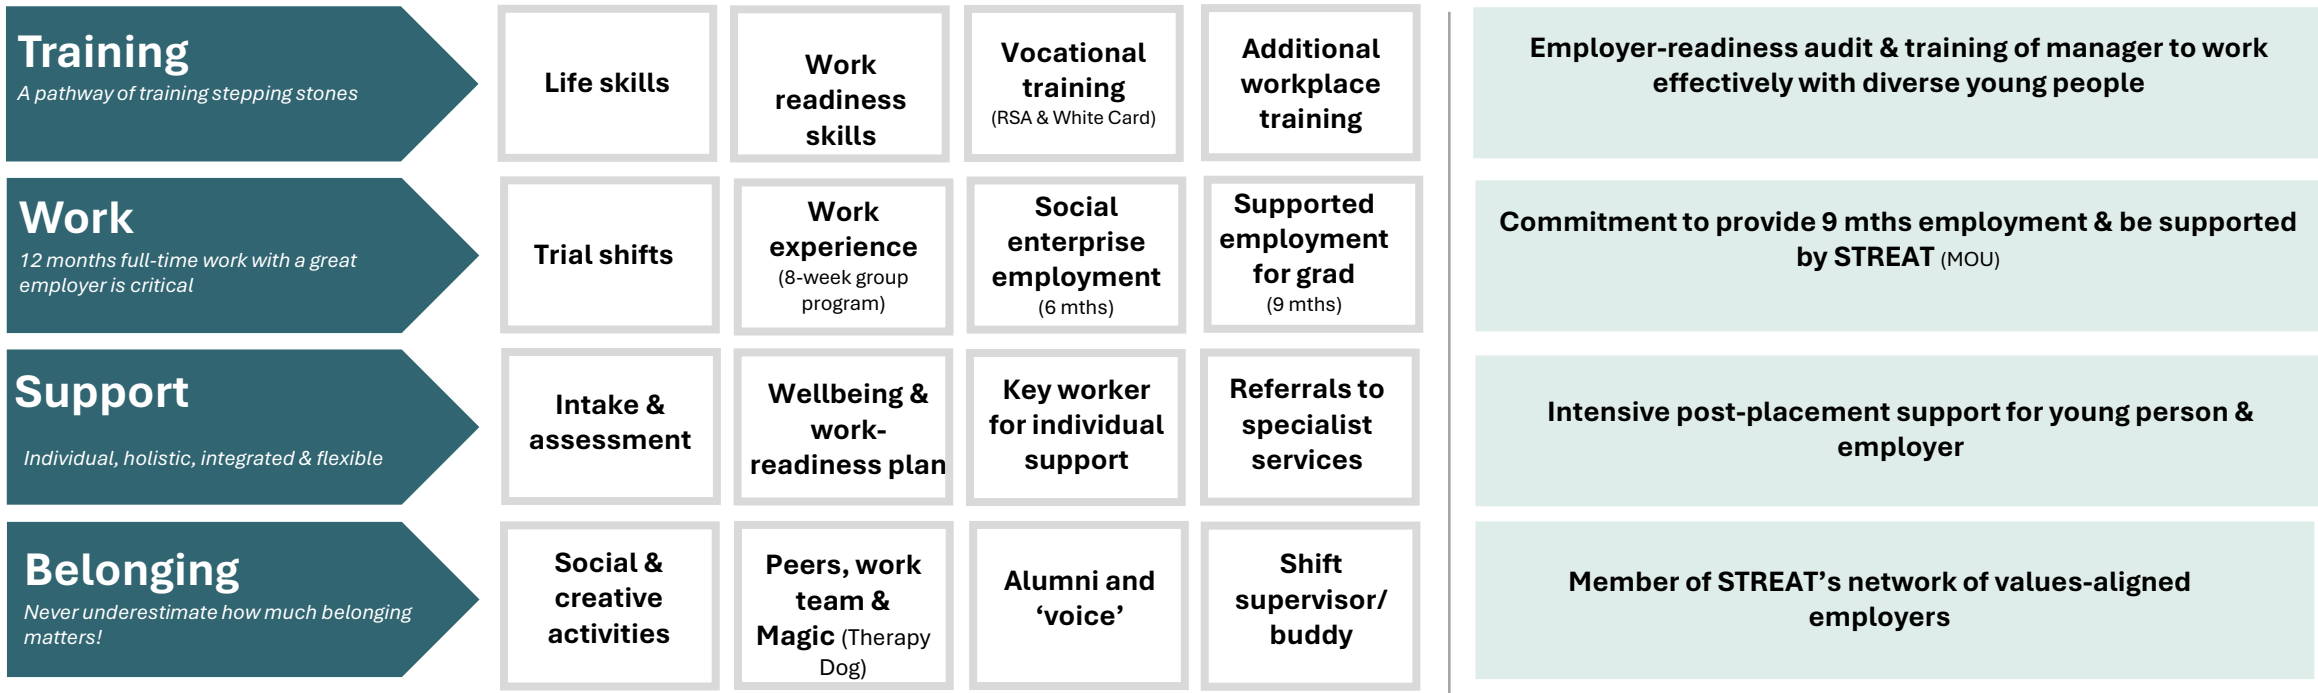 Training
A pathway of training stepping stones
Life skills
Work
readiness
skills
Vocational
training
(RSA & White Card)
Additional
workplace
training
Employer-readiness audit & training of manager to work
effectively with diverse young people
Work
12 months full-time work with a great
employer is critical
Trial shifts
Work
experience
(8-week group
program)
Social
enterprise
employment
(6 mths)
Supported
employment
for grad
(9 mths)
Commitment to provide 9 mths employment & be supported
by STREAT (MOU)
Support
Individual, holistic, integrated & flexible
Intake &
assessment
Wellbeing &
work-
readiness plan
Key worker
for individual
support
Referrals to
specialist
services
Intensive post-placement support for young person &
employer
Belonging
Never underestimate how much belonging
matters!
Social &
creative
activities
Peers, work
team &
Magic (Therapy
Dog)
Alumni and
‘voice’
Shift
supervisor/
buddy
Member of STREAT’s network of values-aligned
employers